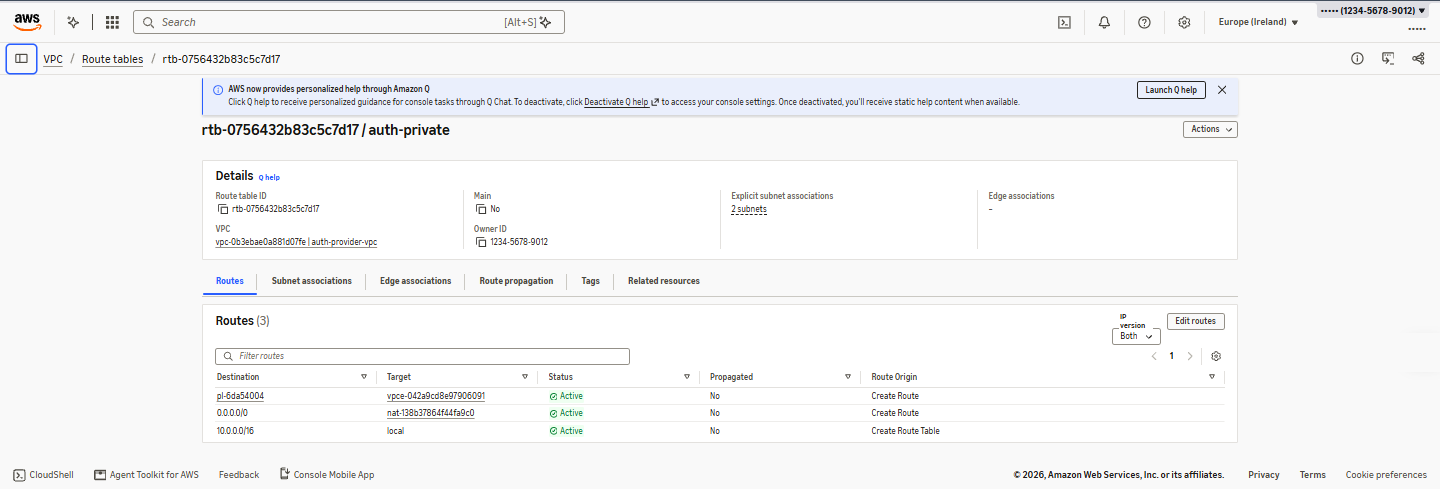 aws
Search [Alt+S]
Europe (Ireland) ▼
••••• (1234-5678-9012) ▼
•••••
VPC / Route tables / rtb-0756432b83c5c7d17
AWS now provides personalized help through Amazon Q
Click Q help to receive personalized guidance for console tasks through Q Chat. To deactivate, click Deactivate Q help to access your console settings. Once deactivated, you'll receive static help content when available.
Launch Q help
rtb-0756432b83c5c7d17 / auth-private
Actions
Details Q help
Route table ID
rtb-0756432b83c5c7d17
VPC
vpc-0b3ebae0a881d07fe | auth-provider-vpc
Main
No
Owner ID
1234-5678-9012
Explicit subnet associations
2 subnets
Edge associations
–
Routes Subnet associations Edge associations Route propagation Tags Related resources
Routes (3)
IP
version
Both
Edit routes
Filter routes
1
Destination Target Status Propagated Route Origin
pl-6da54004 vpce-042a9cd8e97906091 Active No Create Route
0.0.0.0/0 nat-138b37864f44fa9c0 Active No Create Route
10.0.0.0/16 local Active No Create Route Table
CloudShell Agent Toolkit for AWS Feedback Console Mobile App © 2026, Amazon Web Services, Inc. or its affiliates. Privacy Terms Cookie preferences